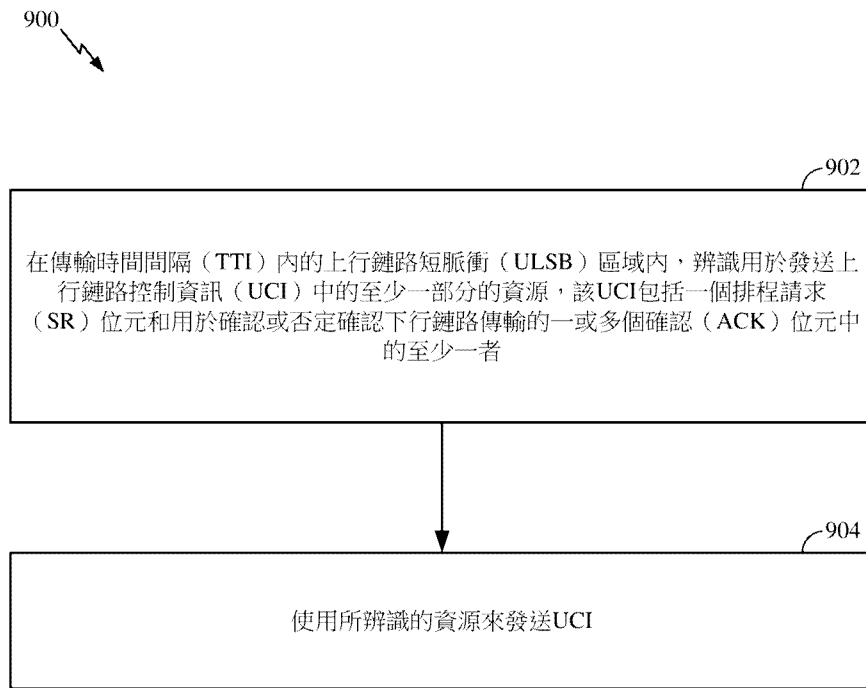 900
902
在傳輸時間間隔（TTI）內的上行鏈路短脈衝（ULSB）區域內，辨識用於發送上
行鏈路控制資訊（UCI）中的至少一部分的資源，該UCI包括一個排程請求
（SR）位元和用於確認或否定確認下行鏈路傳輸的一或多個確認（ACK）位元中
的至少一者
904
使用所辨識的資源來發送UCI